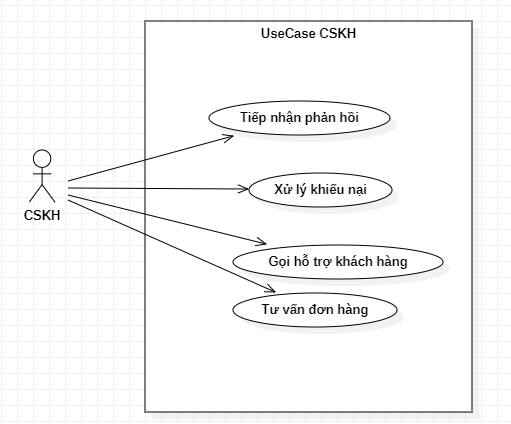 UseCase CSKH
Tiếp nhận phản hồi
Xử lý khiếu nại
CSKH
Gọi hỗ trợ khách hàng
Tư vấn đơn hàng